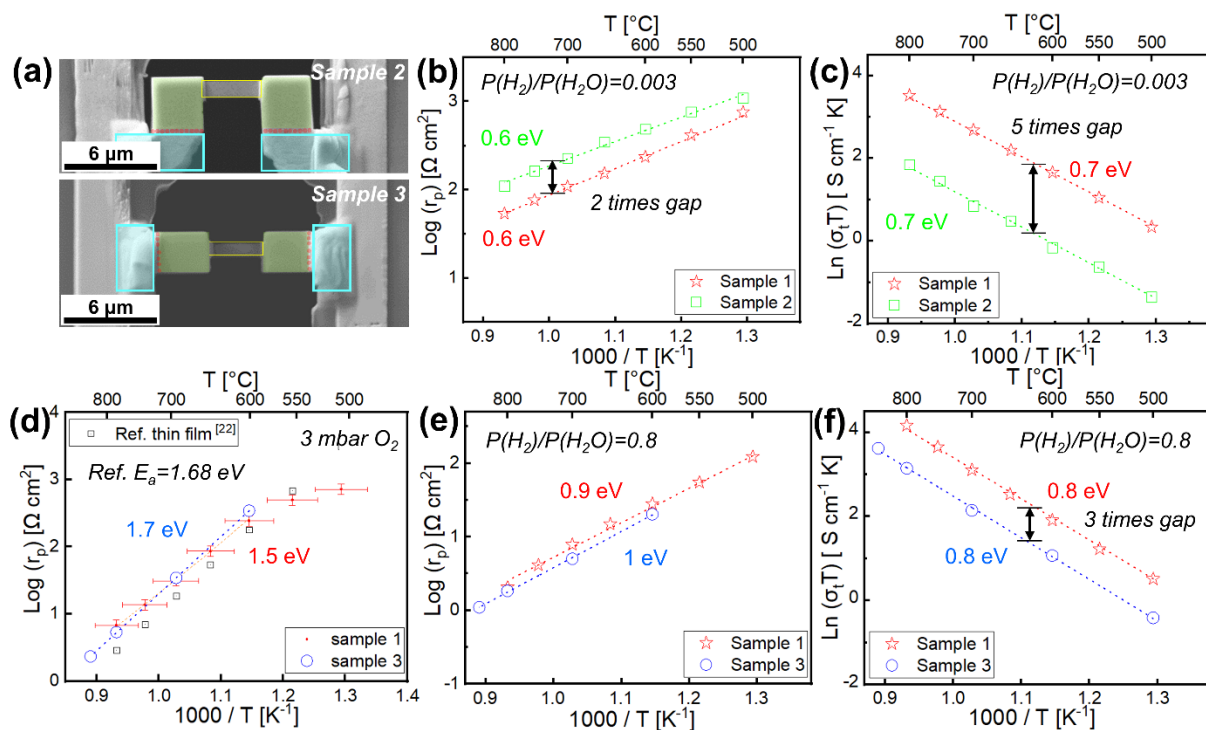 (a)
Sample 2
6 µm
Sample 3
6 µm
(b)
T [°C]
800 700 600 550 500
P(H₂)/P(H₂O)=0.003
0.6 eV
2 times gap
0.6 eV
Sample 1
Sample 2
Log (rₚ) [Ω cm²]
3
2
1
0.9 1.0 1.1 1.2 1.3
1000 / T [K⁻¹]
(c)
T [°C]
800 700 600 550 500
P(H₂)/P(H₂O)=0.003
5 times gap
0.7 eV
0.7 eV
Sample 1
Sample 2
Ln (σₜT) [ S cm⁻¹ K]
4
2
0
-2
0.9 1.0 1.1 1.2 1.3
1000 / T [K⁻¹]
(d)
T [°C]
800 700 600 550 500
Ref. thin film [22]
3 mbar O₂
Ref. Eₐ=1.68 eV
1.7 eV
1.5 eV
sample 1
sample 3
Log (rₚ) [Ω cm²]
4
3
2
1
0
0.9 1.0 1.1 1.2 1.3 1.4
1000 / T [K⁻¹]
(e)
T [°C]
800 700 600 550 500
P(H₂)/P(H₂O)=0.8
0.9 eV
1 eV
Sample 1
Sample 3
Log (rₚ) [Ω cm²]
2
1
0
-1
0.9 1.0 1.1 1.2 1.3
1000 / T [K⁻¹]
(f)
T [°C]
800 700 600 550 500
P(H₂)/P(H₂O)=0.8
0.8 eV
3 times gap
0.8 eV
Sample 1
Sample 3
Ln (σₜT) [ S cm⁻¹ K]
4
2
0
-2
0.9 1.0 1.1 1.2 1.3
1000 / T [K⁻¹]